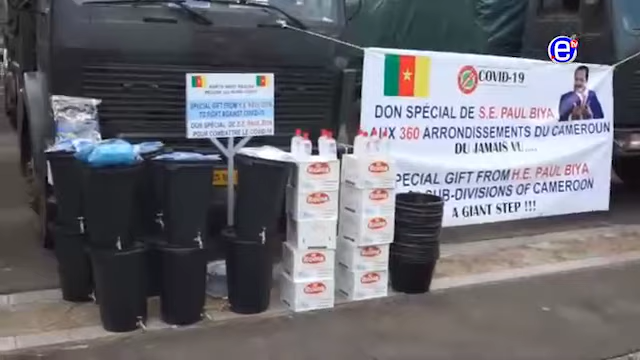 COVID-19
é
DON SPÉCIAL DE S.E. PAUL BIYA
AUX 360 ARRONDISSEMENTS DU CAMEROUN
DU JAMAIS VU....
SPECIAL GIFT FROM H.E. PAUL BIYA
SUB-DIVISIONS OF CAMEROON
A GIANT STEP !!!
SPECIAL GIFT FROM H.E. PAUL BIYA
TO FIGHT AGAINST COVID-19
DON SPÉCIAL DE S.E. PAUL BIYA
POUR COMBATTRE LE COVID-19